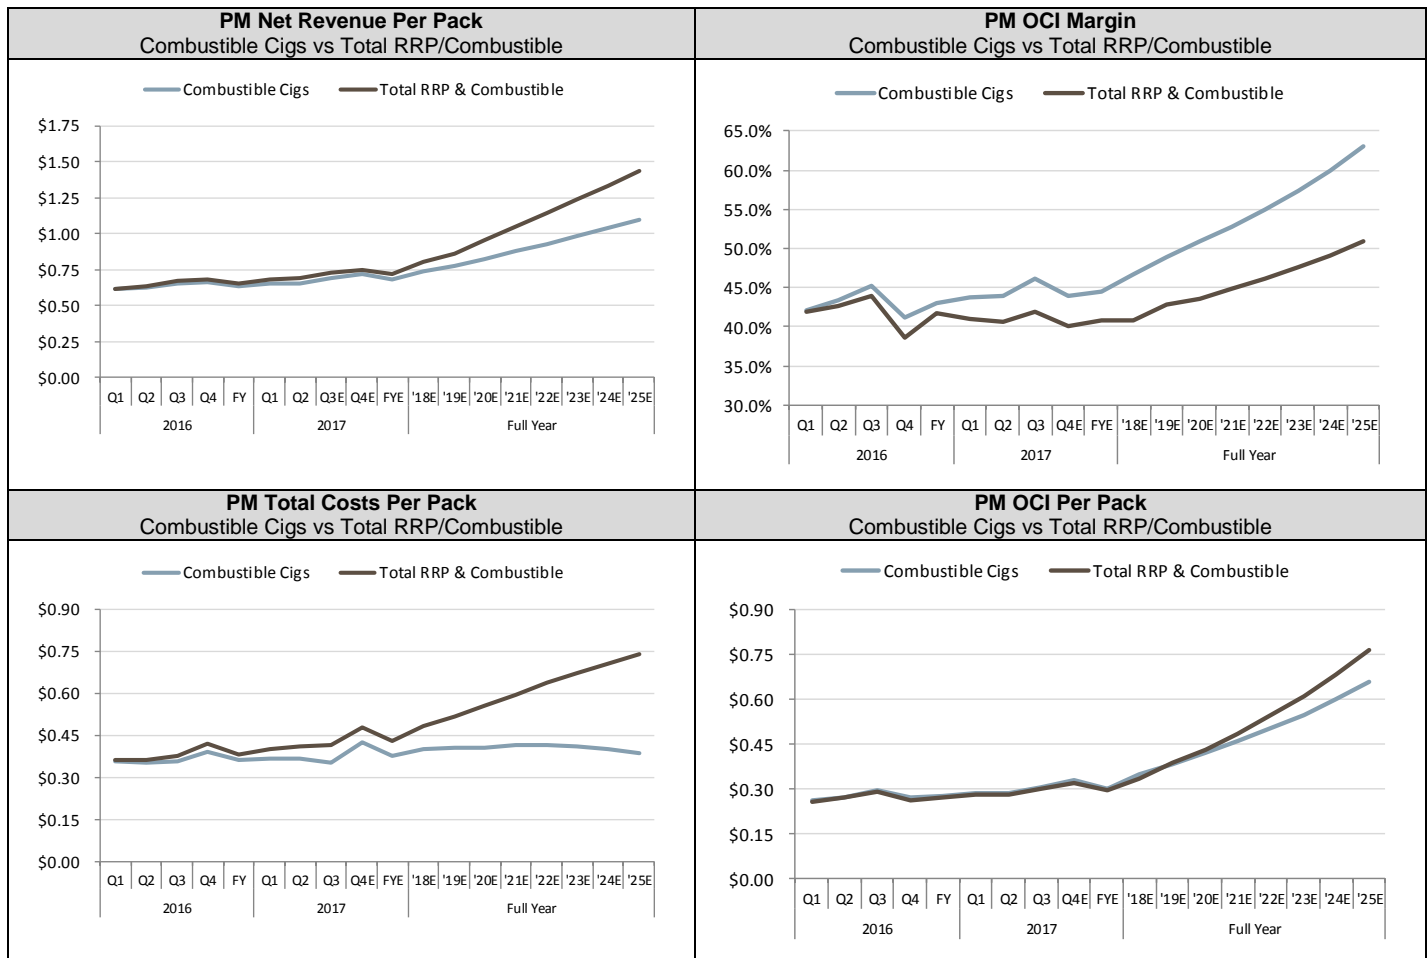 PM Net Revenue Per Pack
Combustible Cigs vs Total RRP/Combustible
Combustible Cigs Total RRP & Combustible
$1.75
$1.50
$1.25
$1.00
$0.75
$0.50
$0.25
$0.00
Q1 Q2 Q3 Q4 FY Q1 Q2 Q3E Q4E FYE '18E '19E '20E '21E '22E '23E '24E '25E
2016 2017 Full Year
PM OCI Margin
Combustible Cigs vs Total RRP/Combustible
Combustible Cigs Total RRP & Combustible
65.0%
60.0%
55.0%
50.0%
45.0%
40.0%
35.0%
30.0%
Q1 Q2 Q3 Q4 FY Q1 Q2 Q3 Q4E FYE '18E '19E '20E '21E '22E '23E '24E '25E
2016 2017 Full Year
PM Total Costs Per Pack
Combustible Cigs vs Total RRP/Combustible
Combustible Cigs Total RRP & Combustible
$0.90
$0.75
$0.60
$0.45
$0.30
$0.15
$0.00
Q1 Q2 Q3 Q4 FY Q1 Q2 Q3 Q4E FYE '18E '19E '20E '21E '22E '23E '24E '25E
2016 2017 Full Year
PM OCI Per Pack
Combustible Cigs vs Total RRP/Combustible
Combustible Cigs Total RRP & Combustible
$0.90
$0.75
$0.60
$0.45
$0.30
$0.15
$0.00
Q1 Q2 Q3 Q4 FY Q1 Q2 Q3 Q4E FYE '18E '19E '20E '21E '22E '23E '24E '25E
2016 2017 Full Year